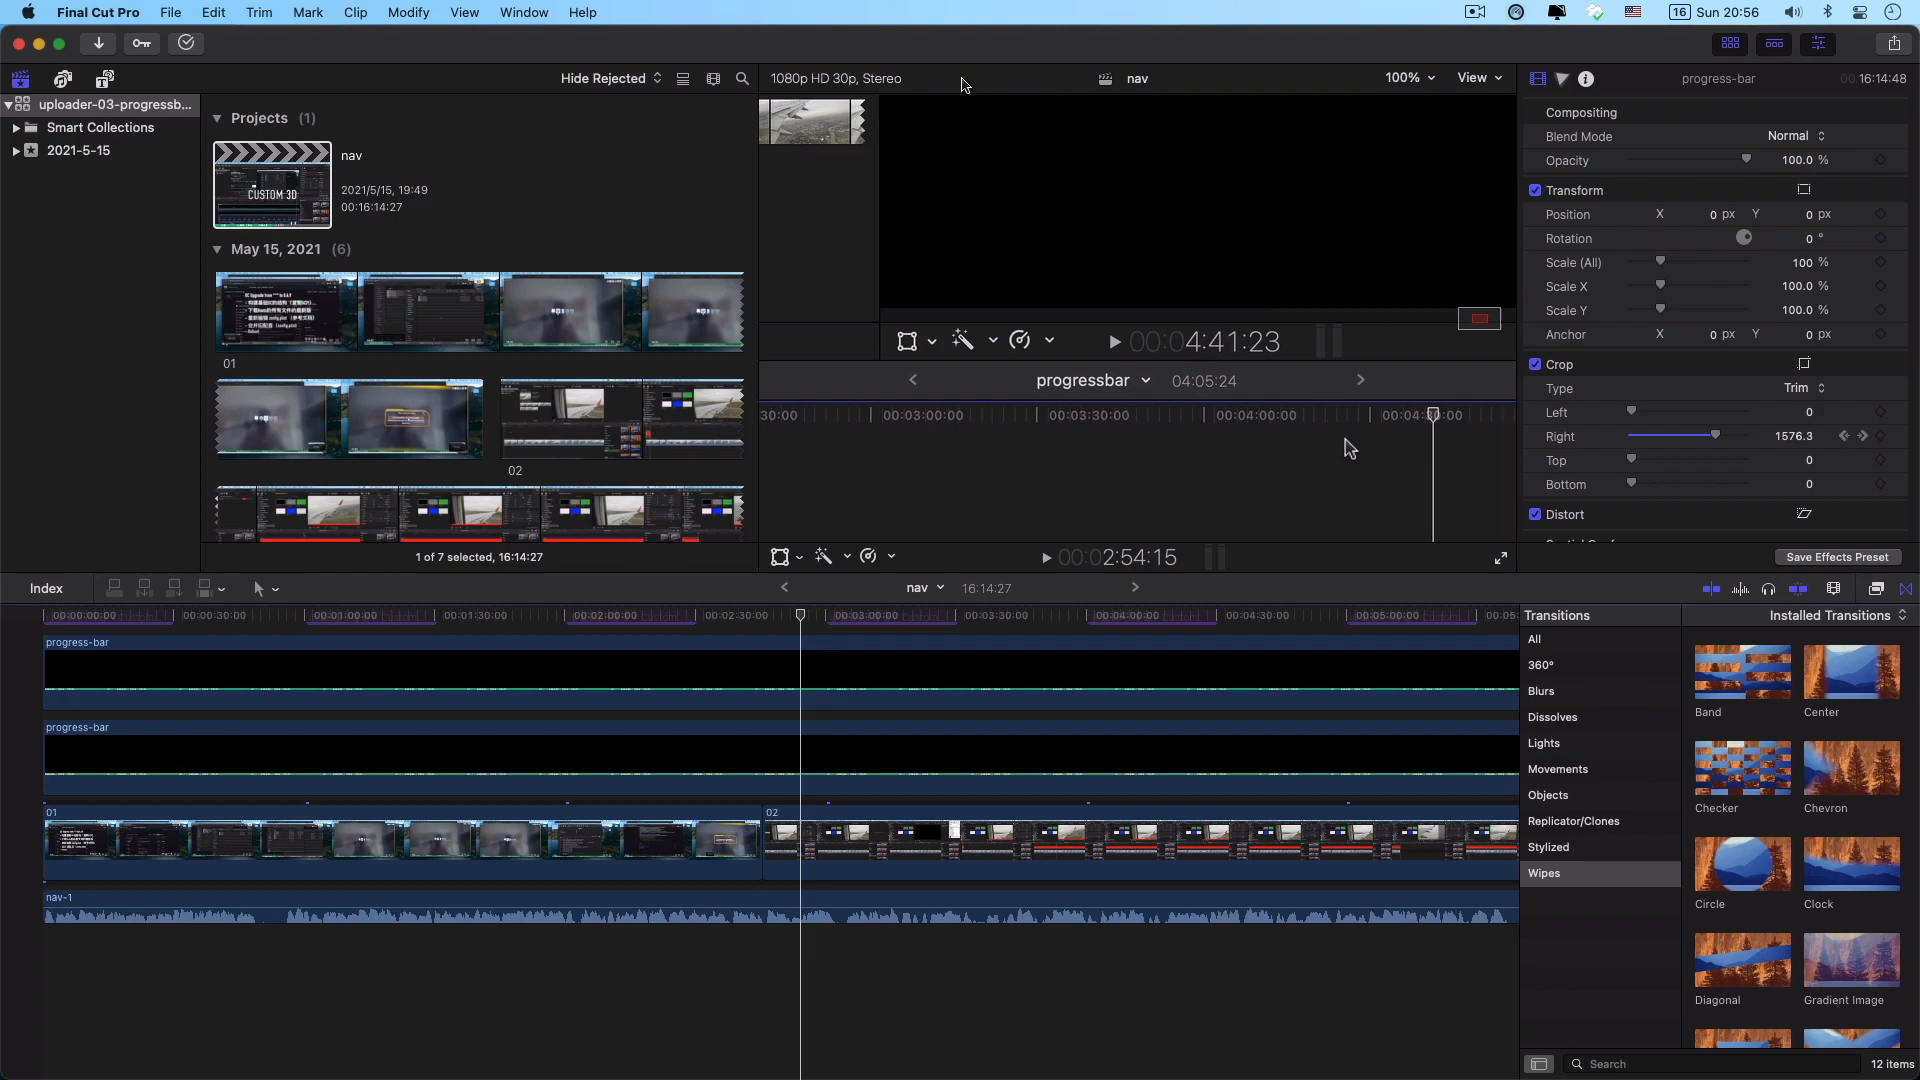 Final Cut Pro File Edit Trim Mark Clip Modify View Window Help
16 Sun 20:56
Hide Rejected
1080p HD 30p, Stereo
nav
100%
View
progress-bar
00:16:14:48
uploader-03-progressb...
Smart Collections
2021-5-15
Projects (1)
nav
2021/5/15, 19:49
00:16:14:27
CUSTOM 3D
May 15, 2021 (6)
01
02
1 of 7 selected, 16:14:27
00:04:41:23
progressbar
04:05:24
30:00 00:03:00:00 00:03:30:00 00:04:00:00 00:04:30:00
00:02:54:15
Compositing
Blend Mode Normal
Opacity 100.0 %
Transform
Position X 0 px Y 0 px
Rotation 0 °
Scale (All) 100 %
Scale X 100.0 %
Scale Y 100.0 %
Anchor X 0 px Y 0 px
Crop
Type Trim
Left 0
Right 1576.3
Top 0
Bottom 0
Distort
Save Effects Preset
Index
nav
16:14:27
00:00:00:00 00:00:30:00 00:01:00:00 00:01:30:00 00:02:00:00 00:02:30:00 00:03:00:00 00:03:30:00 00:04:00:00 00:04:30:00 00:05:00:00 00:05:
progress-bar
progress-bar
01
02
nav-1
Transitions
Installed Transitions
All
360°
Blurs
Dissolves
Lights
Movements
Objects
Replicator/Clones
Stylized
Wipes
Band
Center
Checker
Chevron
Circle
Clock
Diagonal
Gradient Image
Search
12 items